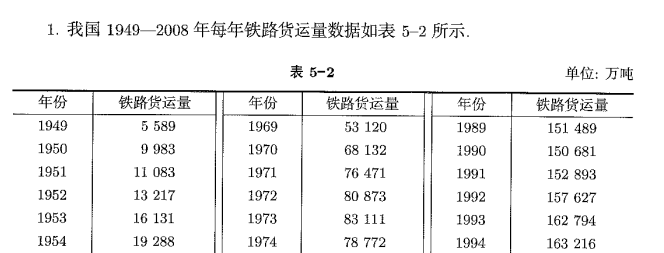 1. 我国 1949—2008 年每年铁路货运量数据如表 5–2 所示.
表 5–2 单位: 万吨
年份 铁路货运量 年份 铁路货运量 年份 铁路货运量
1949 5 589 1969 53 120 1989 151 489
1950 9 983 1970 68 132 1990 150 681
1951 11 083 1971 76 471 1991 152 893
1952 13 217 1972 80 873 1992 157 627
1953 16 131 1973 83 111 1993 162 794
1954 19 288 1974 78 772 1994 163 216